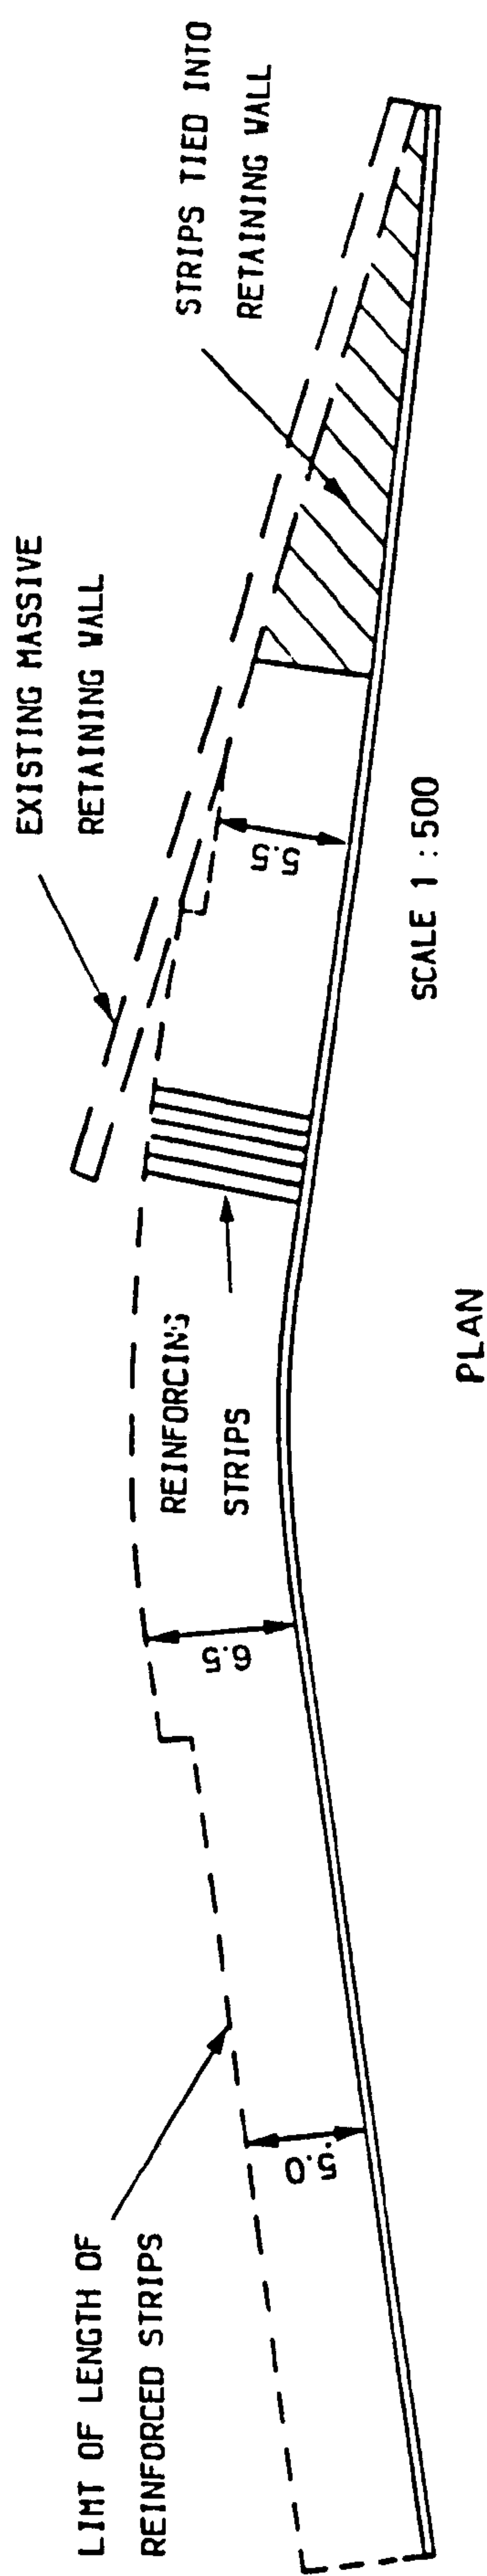 LIMT OF LENGTH OF
REINFORCED STRIPS
5.0
6.5
REINFORCING
STRIPS
EXISTING MASSIVE
RETAINING WALL
5.5
STRIPS TIED INTO
RETAINING WALL
SCALE 1 : 500
PLAN